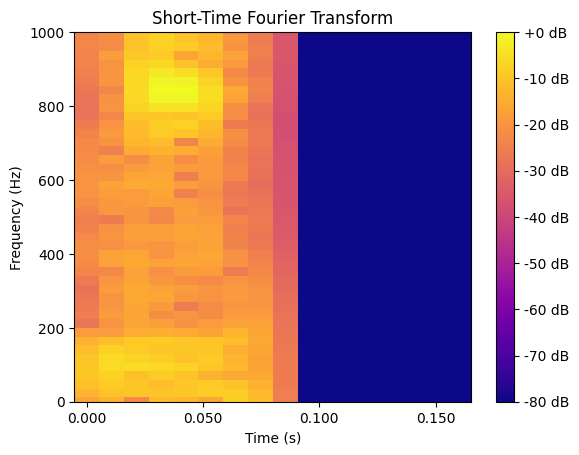 Short-Time Fourier Transform
1000
800
600
400
200
0
Frequency (Hz)
0.000
0.050
0.100
0.150
Time (s)
+0 dB
-10 dB
-20 dB
-30 dB
-40 dB
-50 dB
-60 dB
-70 dB
-80 dB